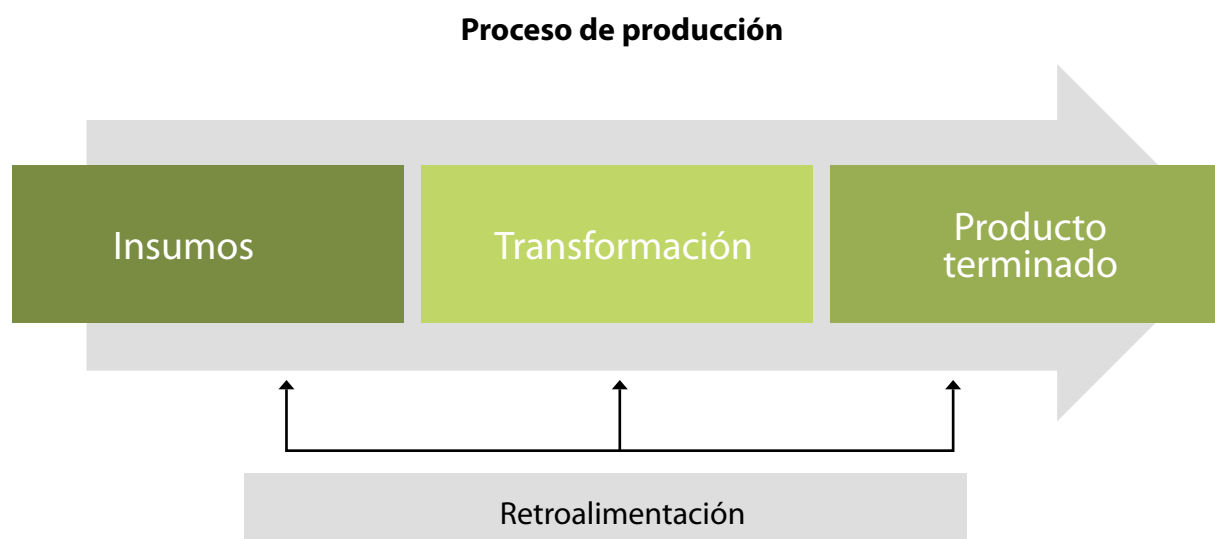 Proceso de producción
Insumos
Transformación
Producto
terminado
Retroalimentación